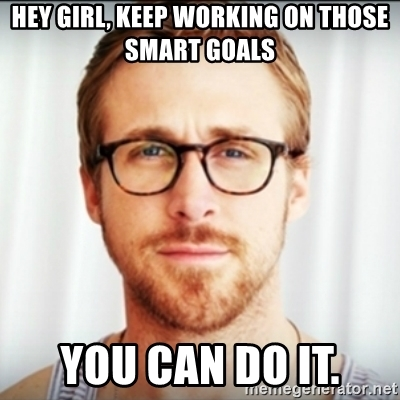 HEY GIRL, KEEP WORKING ON THOSE
SMART GOALS
YOU CAN DO IT.
memegenerator.net